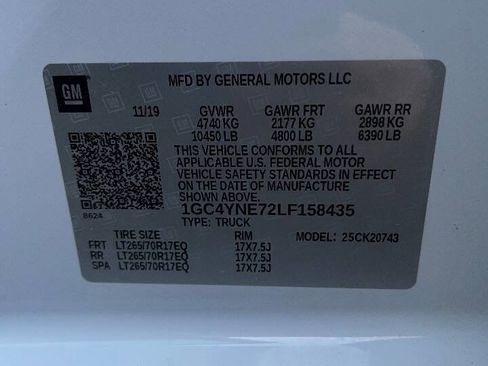 GM
MFD BY GENERAL MOTORS LLC
11/19 GVWR GAWR FRT GAWR RR
4740 KG 2177 KG 2898 KG
10450 LB 4800 LB 6390 LB
THIS VEHICLE CONFORMS TO ALL
APPLICABLE U.S. FEDERAL MOTOR
VEHICLE SAFETY STANDARDS IN EFFECT
ON THE DATE OF MANUFACTURE
SHOWN ABOVE.
8624 1GC4YNE72LF158435
TYPE: TRUCK
TIRE SIZE RIM MODEL: 25CK20743
FRT LT265/70R17EQ 17X7.5J
RR LT265/70R17EQ 17X7.5J
SPA LT265/70R17EQ 17X7.5J